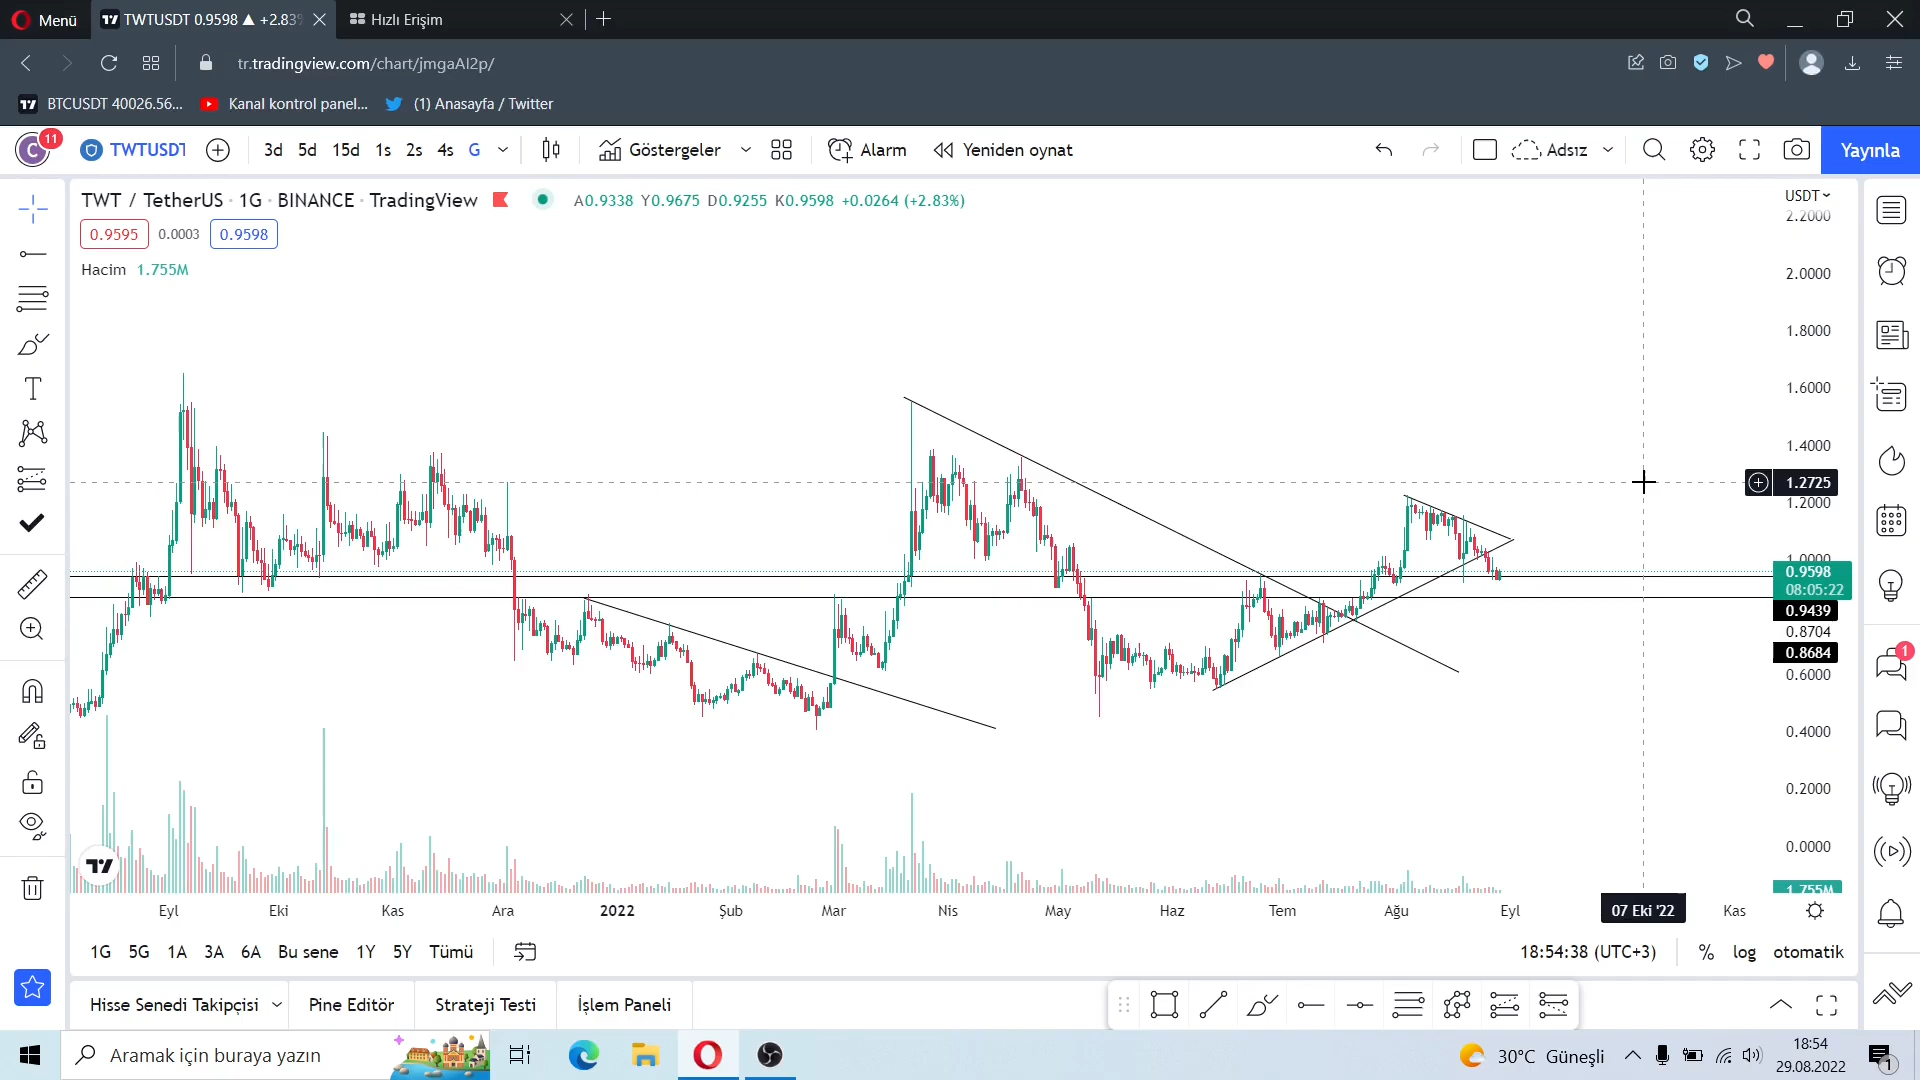 Menü
TWTUSDT 0.9598 ▲ +2.83%
Hızlı Erişim
tr.tradingview.com/chart/jmgaAl2p/
BTCUSDT 40026.56...
Kanal kontrol panel...
(1) Anasayfa / Twitter
C 11
TWTUSDT
3d 5d 15d 1s 2s 4s G
Göstergeler
Alarm
Yeniden oynat
Adsız
Yayınla
TWT / TetherUS · 1G · BINANCE · TradingView
A0.9338 Y0.9675 D0.9255 K0.9598 +0.0264 (+2.83%)
0.9595 0.0003 0.9598
Hacim 1.755M
USDT
2.2000
2.0000
1.8000
1.6000
1.4000
1.2725
1.2000
1.0000
0.9598
08:05:22
0.9439
0.8704
0.8684
0.6000
0.4000
0.2000
0.0000
1.755M
1
Eyl Eki Kas Ara 2022 Şub Mar Nis May Haz Tem Ağu Eyl 07 Eki '22 Kas
1G 5G 1A 3A 6A Bu sene 1Y 5Y Tümü
18:54:38 (UTC+3) % log otomatik
Hisse Senedi Takipçisi Pine Editör Strateji Testi İşlem Paneli
Aramak için buraya yazın
30°C Güneşli
18:54
29.08.2022
1